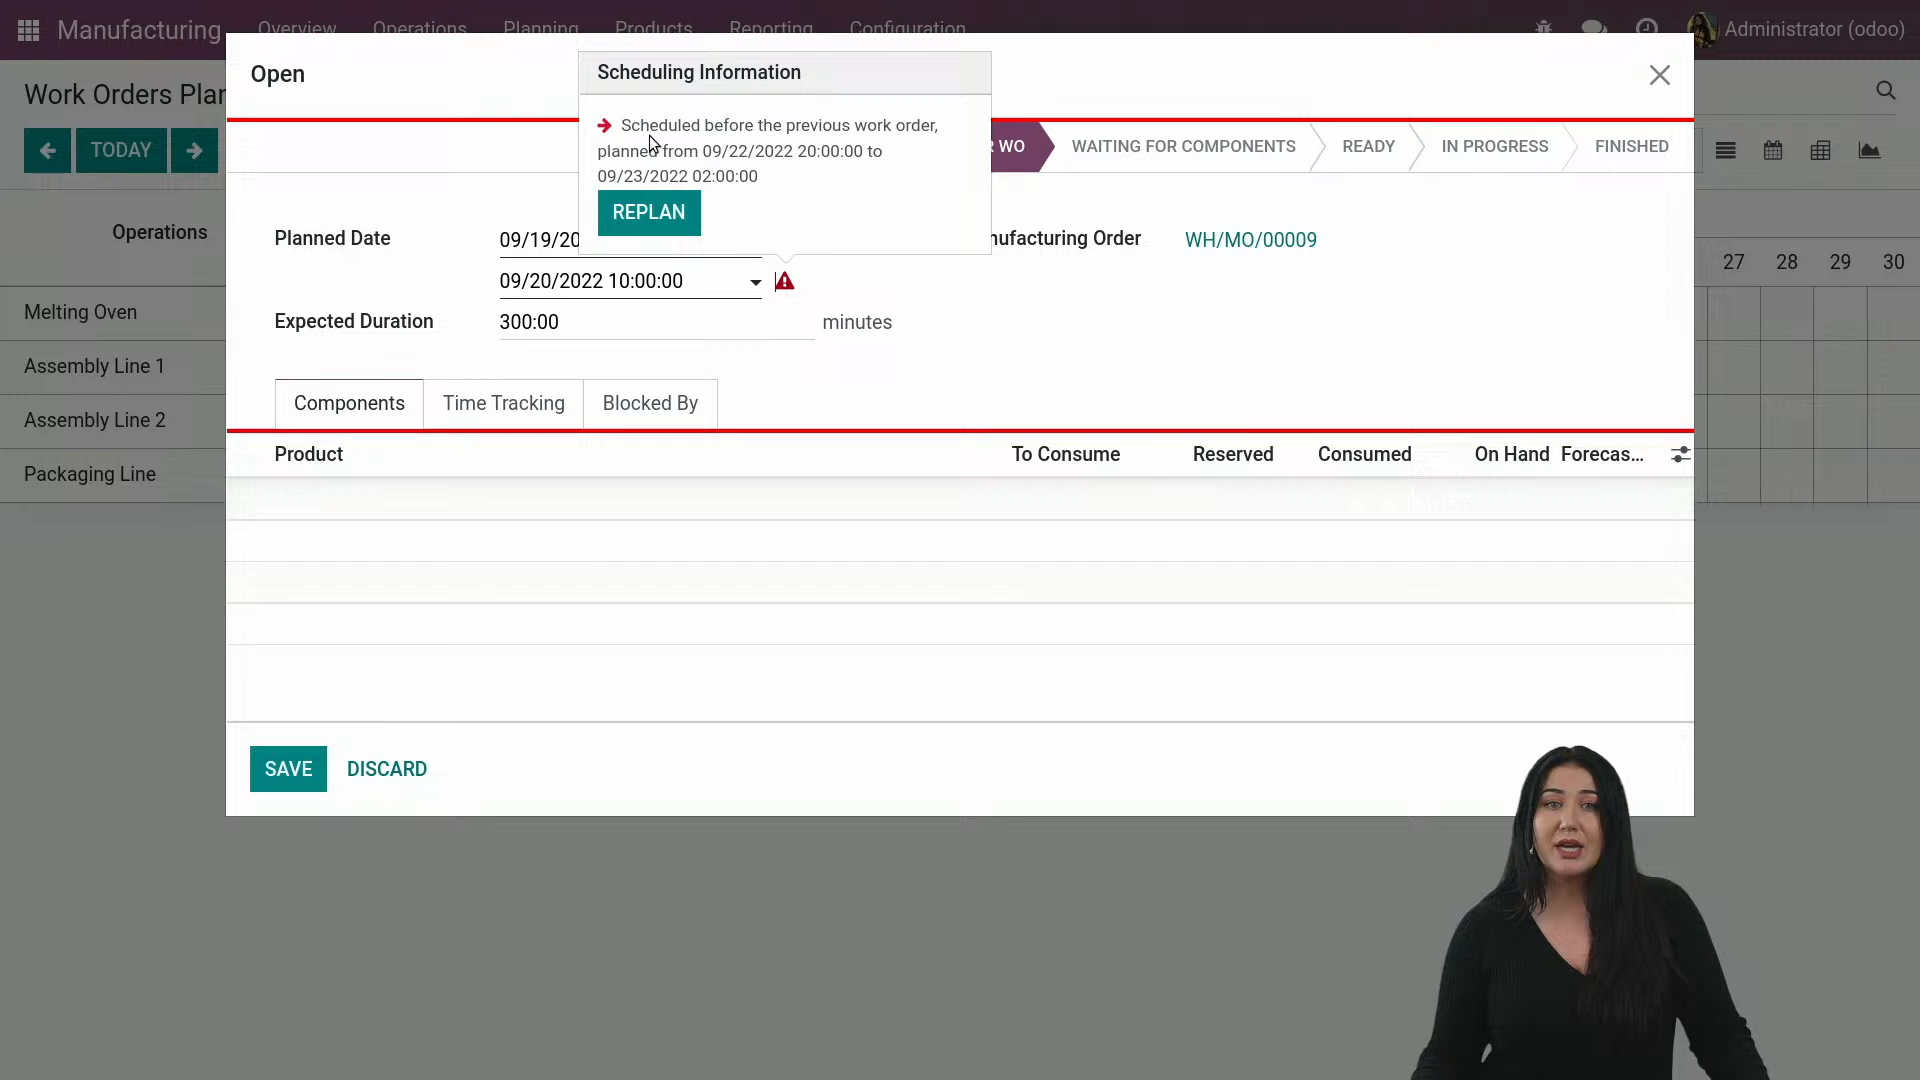 Manufacturing Overview Operations Planning Products Reporting Configuration Administrator (odoo)
Open
Scheduling Information
Work Orders Plan
TODAY
Scheduled before the previous work order,
planned from 09/22/2022 20:00:00 to
09/23/2022 02:00:00
REPLAN
WO WAITING FOR COMPONENTS READY IN PROGRESS FINISHED
Operations
Planned Date 09/19/20
nufacturing Order WH/MO/00009
27 28 29 30
09/20/2022 10:00:00
Melting Oven
Expected Duration 300:00 minutes
Assembly Line 1
Components Time Tracking Blocked By
Assembly Line 2
Product To Consume Reserved Consumed On Hand Forecas...
Packaging Line
SAVE DISCARD